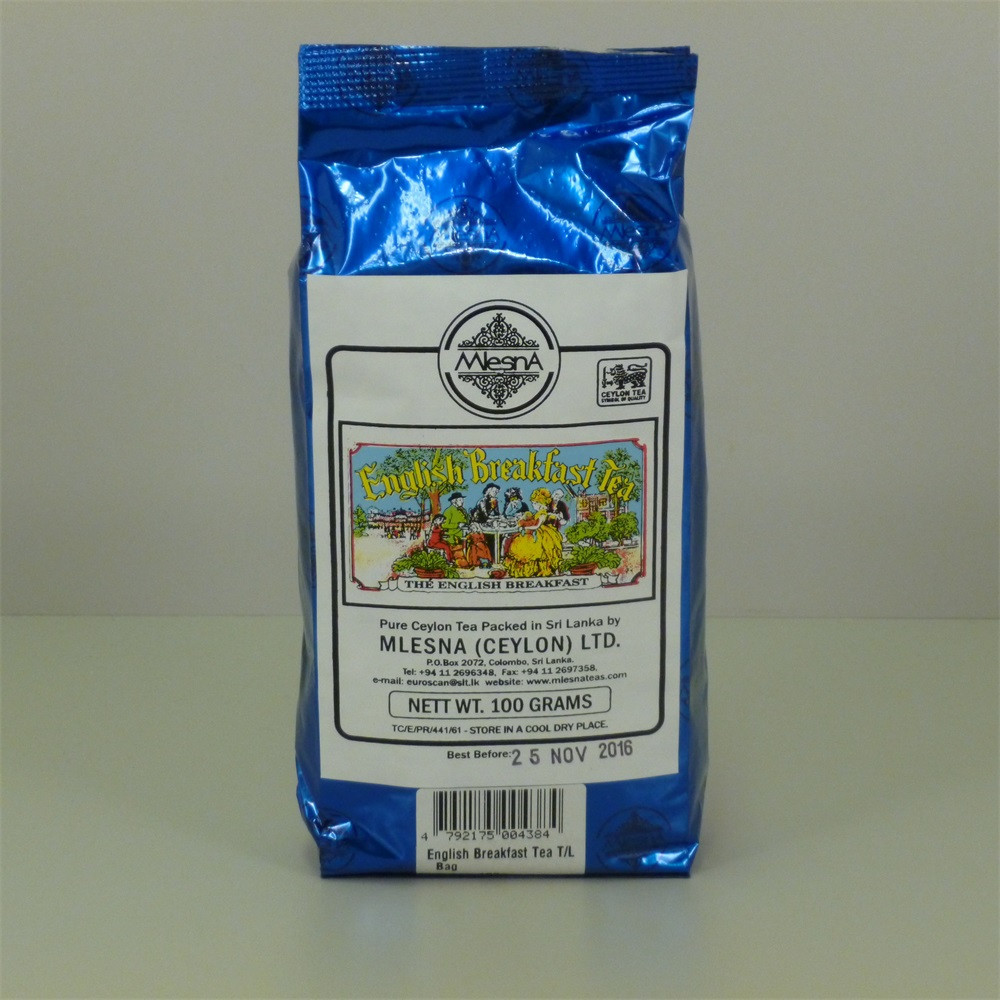 MlesnA
CEYLON TEA
SYMBOL OF QUALITY
English Breakfast Tea
THE ENGLISH BREAKFAST
Pure Ceylon Tea Packed in Sri Lanka by
MLESNA (CEYLON) LTD.
P.O.Box 2072, Colombo, Sri Lanka.
Tel: +94 11 2696348, Fax: +94 11 2697358.
e-mail: euroscan@slt.lk website: www.mlesnateas.com
NETT WT. 100 GRAMS
TC/E/PR/441/61 - STORE IN A COOL DRY PLACE.
Best Before: 25 NOV 2016
4 792175 004384
English Breakfast Tea T/L
Bag